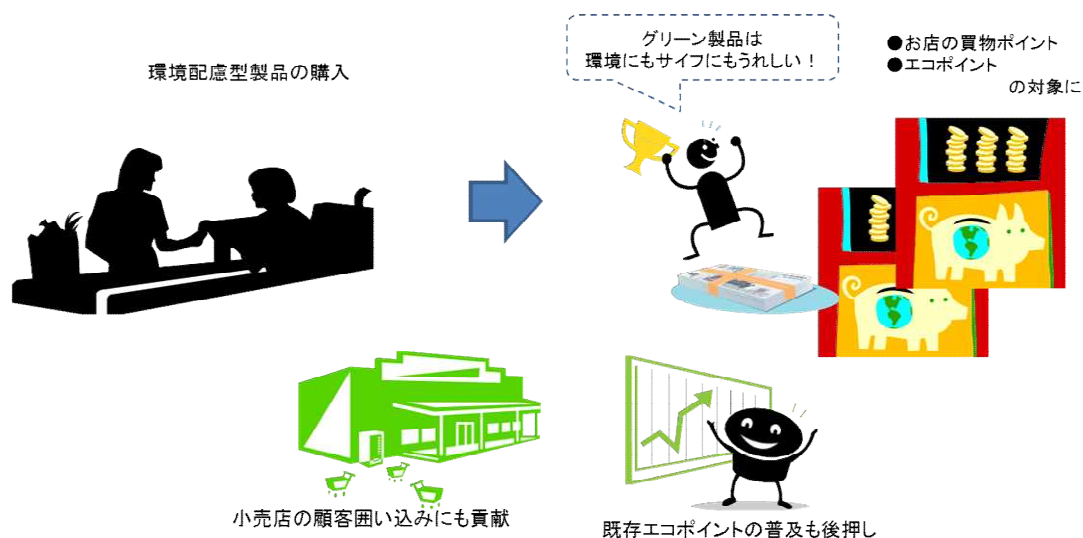 環境配慮型製品の購入
グリーン製品は
環境にもサイフにもうれしい！
●お店の買物ポイント
●エコポイント
の対象に
小売店の顧客囲い込みにも貢献
既存エコポイントの普及も後押し